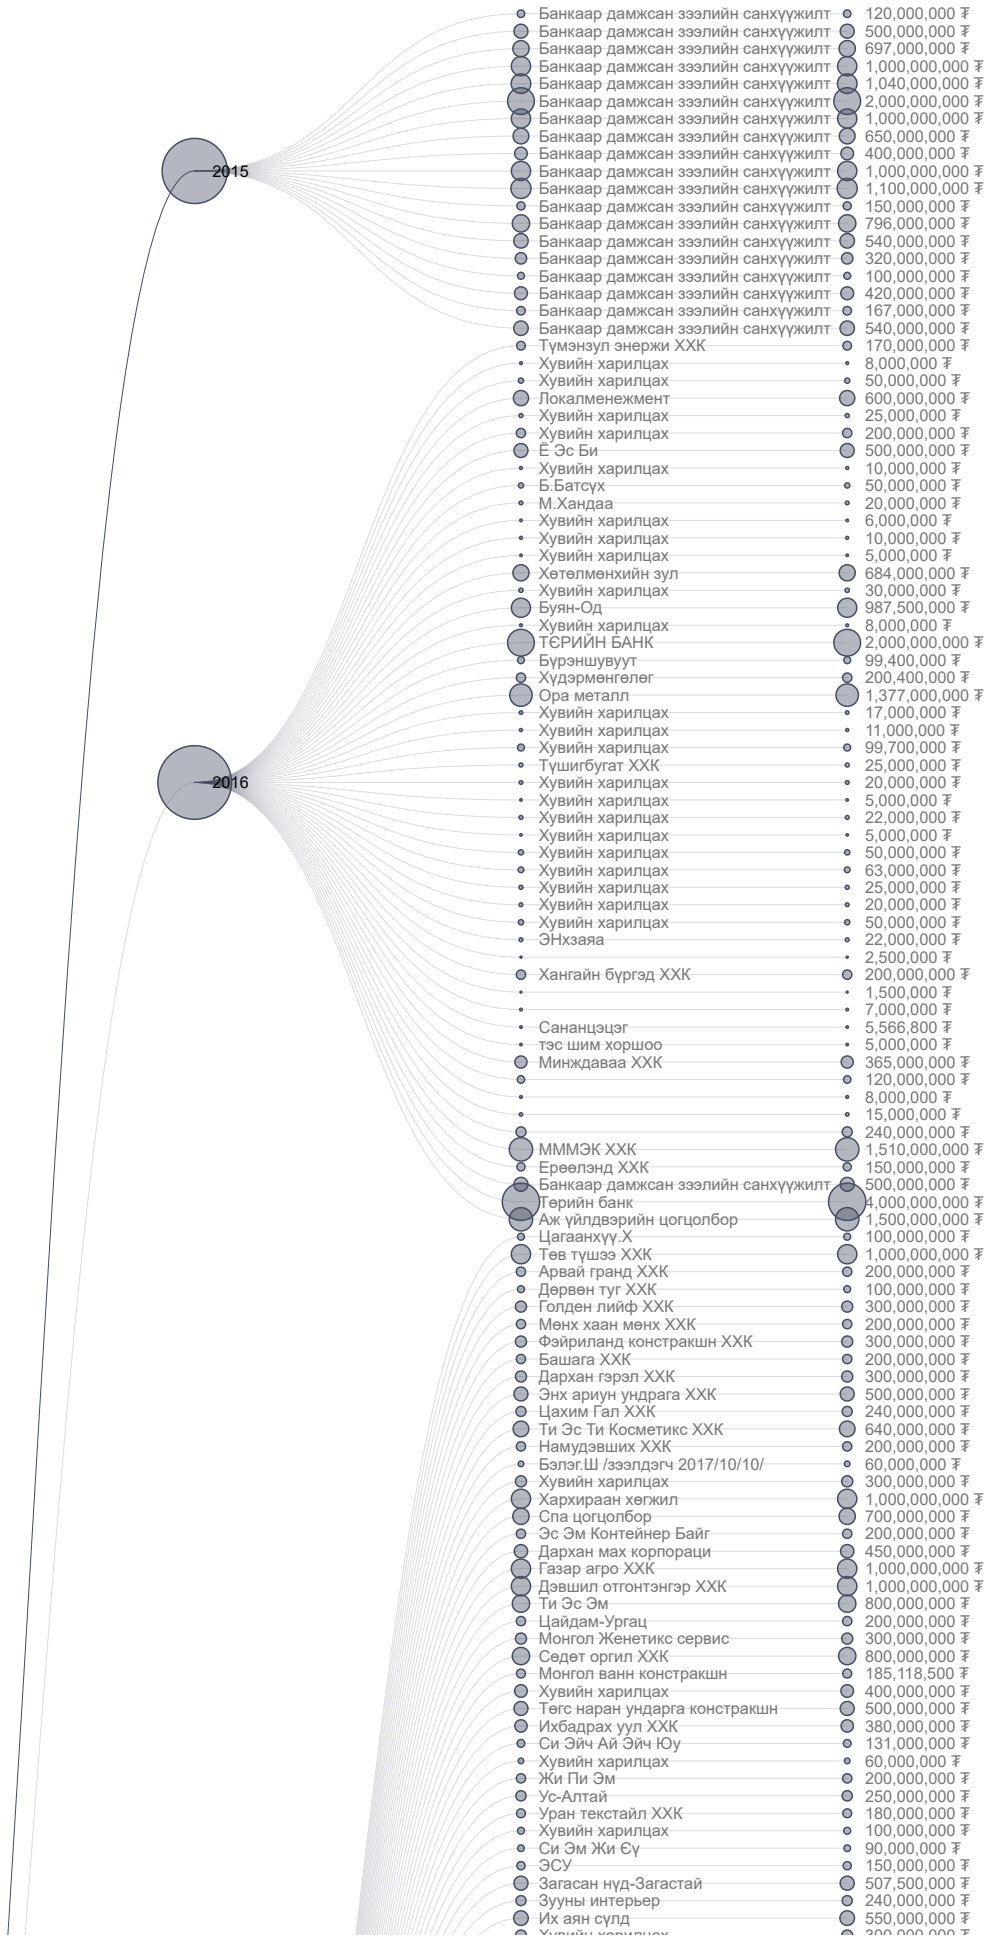 Банкаар дамжсан зээлийн санхүүжилт 120,000,000 ₮
Банкаар дамжсан зээлийн санхүүжилт 500,000,000 ₮
Банкаар дамжсан зээлийн санхүүжилт 697,000,000 ₮
Банкаар дамжсан зээлийн санхүүжилт 1,000,000,000 ₮
Банкаар дамжсан зээлийн санхүүжилт 1,040,000,000 ₮
Банкаар дамжсан зээлийн санхүүжилт 2,000,000,000 ₮
Банкаар дамжсан зээлийн санхүүжилт 1,000,000,000 ₮
Банкаар дамжсан зээлийн санхүүжилт 650,000,000 ₮
Банкаар дамжсан зээлийн санхүүжилт 400,000,000 ₮
2015 Банкаар дамжсан зээлийн санхүүжилт 1,000,000,000 ₮
Банкаар дамжсан зээлийн санхүүжилт 1,100,000,000 ₮
Банкаар дамжсан зээлийн санхүүжилт 150,000,000 ₮
Банкаар дамжсан зээлийн санхүүжилт 796,000,000 ₮
Банкаар дамжсан зээлийн санхүүжилт 540,000,000 ₮
Банкаар дамжсан зээлийн санхүүжилт 320,000,000 ₮
Банкаар дамжсан зээлийн санхүүжилт 100,000,000 ₮
Банкаар дамжсан зээлийн санхүүжилт 420,000,000 ₮
Банкаар дамжсан зээлийн санхүүжилт 167,000,000 ₮
Банкаар дамжсан зээлийн санхүүжилт 540,000,000 ₮
Түмэнзул энержи ХХК 170,000,000 ₮
Хувийн харилцах 8,000,000 ₮
Хувийн харилцах 50,000,000 ₮
Локалменежмент 600,000,000 ₮
Хувийн харилцах 25,000,000 ₮
Хувийн харилцах 200,000,000 ₮
Ё Эс Би 500,000,000 ₮
Хувийн харилцах 10,000,000 ₮
Б.Батсүх 50,000,000 ₮
М.Хандаа 20,000,000 ₮
Хувийн харилцах 6,000,000 ₮
Хувийн харилцах 10,000,000 ₮
Хувийн харилцах 5,000,000 ₮
Хөтөлмөнхийн зул 684,000,000 ₮
Хувийн харилцах 30,000,000 ₮
Буян-Од 987,500,000 ₮
Хувийн харилцах 8,000,000 ₮
ТЄРИЙН БАНК 2,000,000,000 ₮
Бүрэншувуут 99,400,000 ₮
Хүдэрмөнгөлөг 200,400,000 ₮
Ора металл 1,377,000,000 ₮
Хувийн харилцах 17,000,000 ₮
Хувийн харилцах 11,000,000 ₮
Хувийн харилцах 99,700,000 ₮
Түшигбугат ХХК 25,000,000 ₮
2016 Хувийн харилцах 20,000,000 ₮
Хувийн харилцах 5,000,000 ₮
Хувийн харилцах 22,000,000 ₮
Хувийн харилцах 5,000,000 ₮
Хувийн харилцах 50,000,000 ₮
Хувийн харилцах 63,000,000 ₮
Хувийн харилцах 25,000,000 ₮
Хувийн харилцах 20,000,000 ₮
Хувийн харилцах 50,000,000 ₮
ЭНхзаяа 22,000,000 ₮
2,500,000 ₮
Хангайн бүргэд ХХК 200,000,000 ₮
1,500,000 ₮
7,000,000 ₮
Сананцэцэг 5,566,800 ₮
тэс шим хоршоо 5,000,000 ₮
Минждаваа ХХК 365,000,000 ₮
120,000,000 ₮
8,000,000 ₮
15,000,000 ₮
240,000,000 ₮
МММЭК ХХК 1,510,000,000 ₮
Ерөөлэнд ХХК 150,000,000 ₮
Банкаар дамжсан зээлийн санхүүжилт 500,000,000 ₮
Төрийн банк 4,000,000,000 ₮
Аж үйлдвэрийн цогцолбор 1,500,000,000 ₮
Цагаанхүү.Х 100,000,000 ₮
Төв түшээ ХХК 1,000,000,000 ₮
Арвай гранд ХХК 200,000,000 ₮
Дөрвөн туг ХХК 100,000,000 ₮
Голден лийф ХХК 300,000,000 ₮
Мөнх хаан мөнх ХХК 200,000,000 ₮
Фэйриланд констракшн ХХК 300,000,000 ₮
Башага ХХК 200,000,000 ₮
Дархан гэрэл ХХК 300,000,000 ₮
Энх ариун ундрага ХХК 500,000,000 ₮
Цахим Гал ХХК 240,000,000 ₮
Ти Эс Ти Косметикс ХХК 640,000,000 ₮
Намудэвших ХХК 200,000,000 ₮
Бэлэг.Ш /зээлдэгч 2017/10/10/ 60,000,000 ₮
Хувийн харилцах 300,000,000 ₮
Хархираан хөгжил 1,000,000,000 ₮
Спа цогцолбор 700,000,000 ₮
Эс Эм Контейнер Байг 200,000,000 ₮
Дархан мах корпораци 450,000,000 ₮
Газар агро ХХК 1,000,000,000 ₮
Дэвшил отгонтэнгэр ХХК 1,000,000,000 ₮
Ти Эс Эм 800,000,000 ₮
Цайдам-Ургац 200,000,000 ₮
Монгол Женетикс сервис 300,000,000 ₮
Сөдөт оргил ХХК 800,000,000 ₮
Монгол ванн констракшн 185,118,500 ₮
Хувийн харилцах 400,000,000 ₮
Төгс наран ундарга констракшн 500,000,000 ₮
Ихбадрах уул ХХК 380,000,000 ₮
Си Эйч Ай Эйч Юу 131,000,000 ₮
Хувийн харилцах 60,000,000 ₮
Жи Пи Эм 200,000,000 ₮
Ус-Алтай 250,000,000 ₮
Уран текстайл ХХК 180,000,000 ₮
Хувийн харилцах 100,000,000 ₮
Си Эм Жи Єү 90,000,000 ₮
ЭСУ 150,000,000 ₮
Загасан нүд-Загастай 507,500,000 ₮
Зууны интерьер 240,000,000 ₮
Их аян сүлд 550,000,000 ₮
Хувийн харилцах 300,000,000 ₮